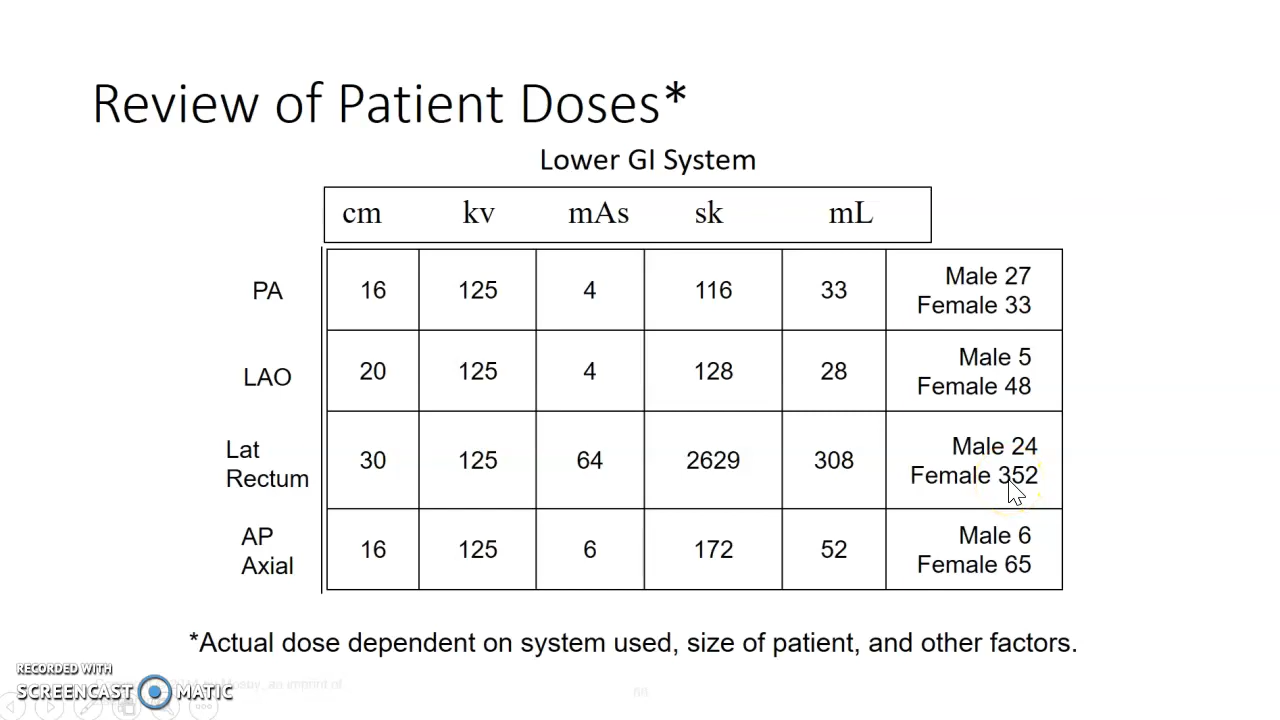 Review of Patient Doses*
Lower GI System
cm kv mAs sk mL
PA 16 125 4 116 33 Male 27
Female 33
LAO 20 125 4 128 28 Male 5
Female 48
Lat
Rectum 30 125 64 2629 308 Male 24
Female 352
AP
Axial 16 125 6 172 52 Male 6
Female 65
*Actual dose dependent on system used, size of patient, and other factors.
RECORDED WITH
SCREENCAST MATIC